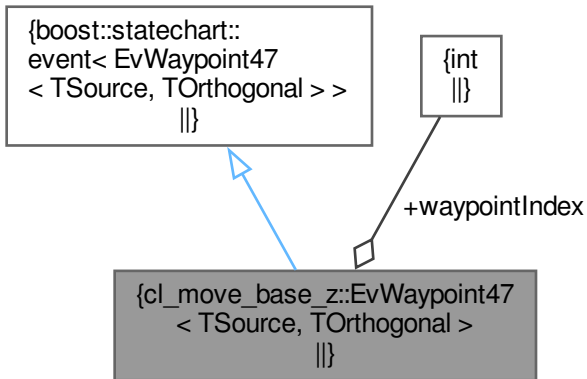 {boost::statechart::
event< EvWaypoint47
< TSource, TOrthogonal > >
||}
{int
||}
+waypointIndex
{cl_move_base_z::EvWaypoint47
< TSource, TOrthogonal >
||}